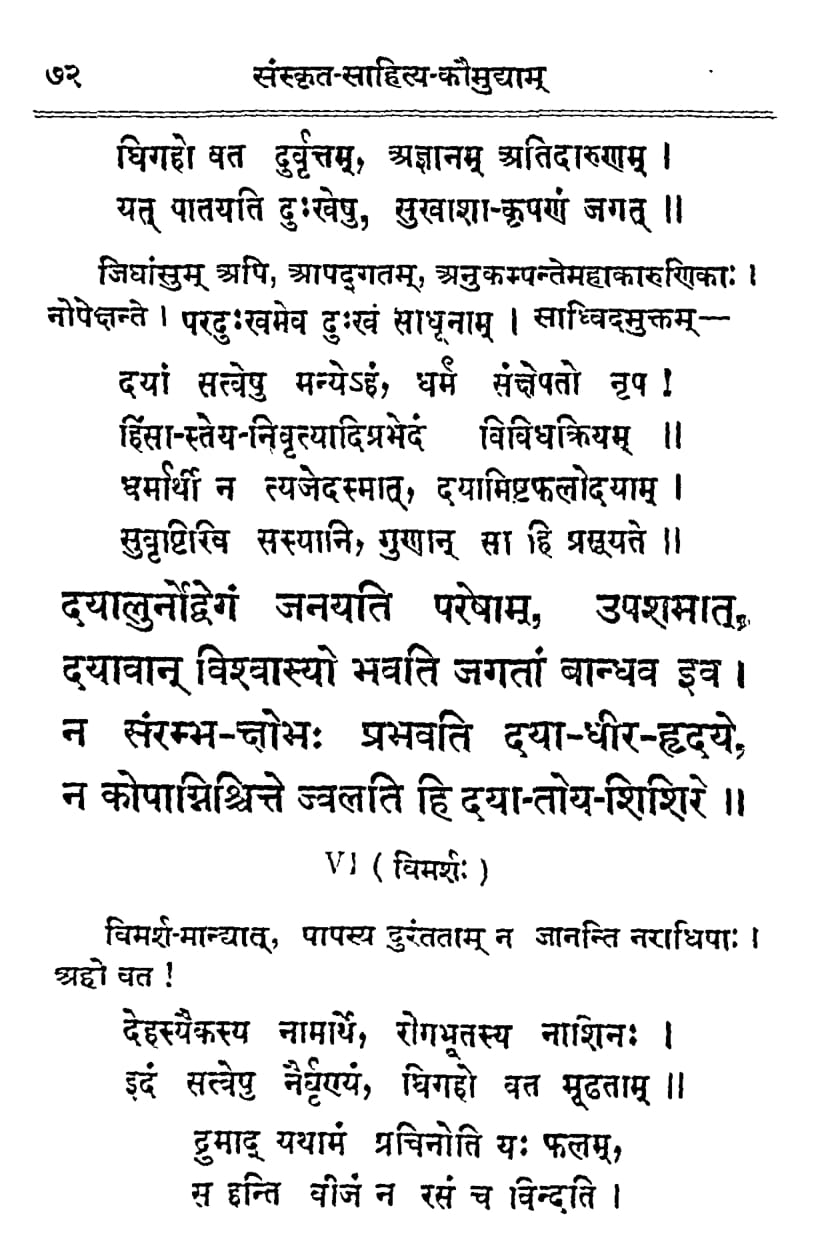 ७२ संस्कृत-साहित्य-कौमुद्याम्
धिगहो वत दुर्वृत्तम्, अज्ञानम् अतिदारुणम् ।
यत् पातयति दुःखेषु, सुखाशा-कृपणं जगत् ॥
जिघांसुम् अपि, आपद्गतम्, अनुकम्पन्तेमहाकारुणिकाः ।
नोपेक्षन्ते । परदुःखमेव दुःखं साधूनाम् । साध्विदमुक्तम्—
दयां सत्वेषु मन्येऽहं, धर्मं संक्षेपतो नृप !
हिंसा-स्तेय-निवृत्यादिप्रभेदं विविधक्रियम् ॥
धर्मार्थी न त्यजेदस्मात्, दयामिष्टफलोदयाम् ।
सुवृष्टिरिव सस्यानि, गुणान् सा हि प्रसूयते ॥
दयालुर्नोद्वेगं जनयति परेषाम्, उपशमात्,
दयावान् विश्वास्यो भवति जगतां बान्धव इव ।
न संरम्भ-क्षोभः प्रभवति दया-धीर-हृदये,
न कोपाग्निश्चित्ते ज्वलति हि दया-तोय-शिशिरे ॥
VI ( विमर्शः )
विमर्श-मान्द्यात्, पापस्य दुरंतताम् न जानन्ति नराधिपाः ।
अहो वत !
देहस्यैकस्य नामार्थे, रोगभूतस्य नाशिनः ।
इदं सत्वेषु नैर्घृण्यं, धिगहो वत मूढताम् ॥
द्रुमाद् यथामं प्रचिनोति यः फलम्,
स हन्ति वीजं न रसं च विन्दति ।